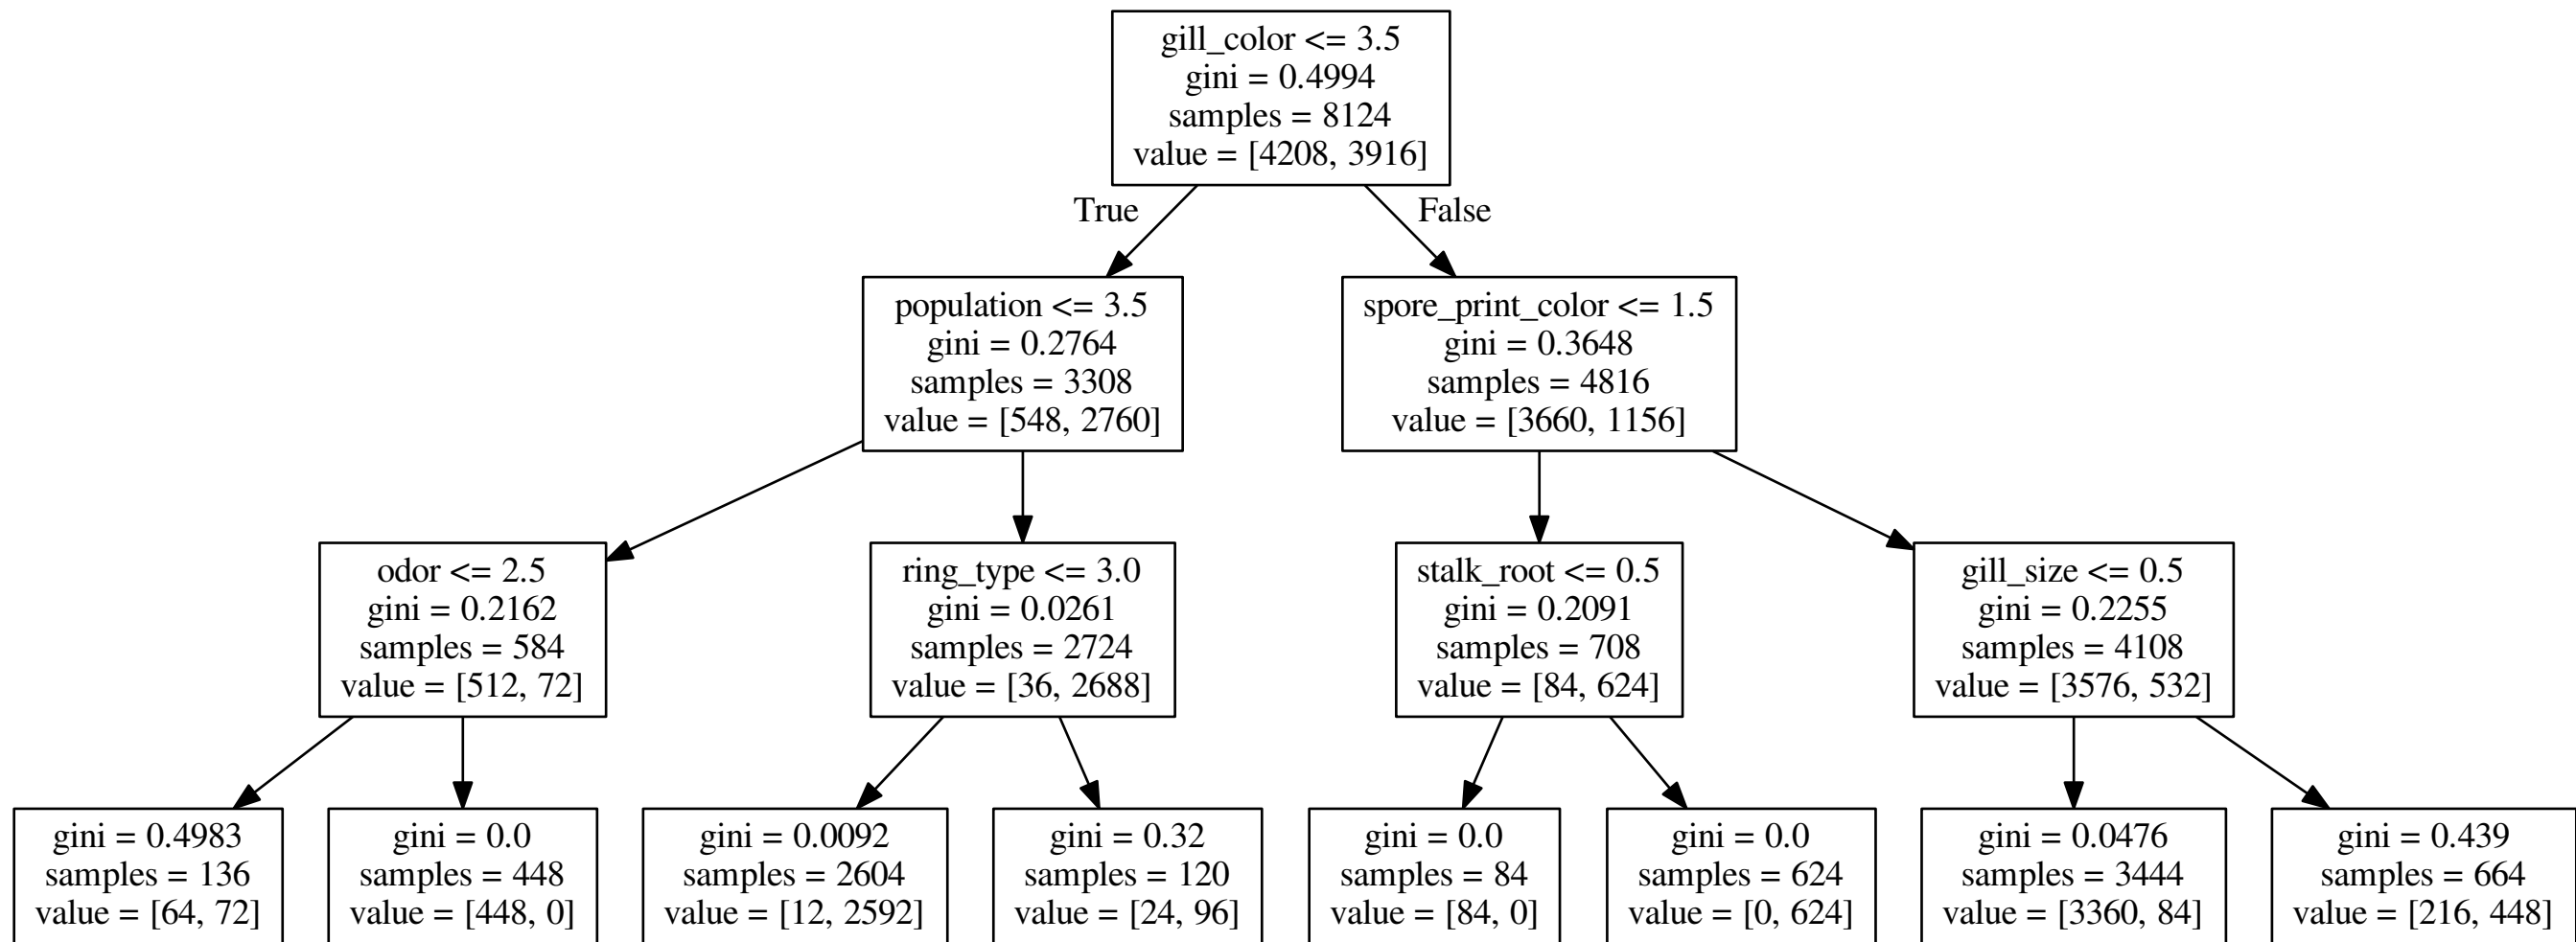 gill_color <= 3.5
gini = 0.4994
samples = 8124
value = [4208, 3916]
True
False
population <= 3.5
gini = 0.2764
samples = 3308
value = [548, 2760]
spore_print_color <= 1.5
gini = 0.3648
samples = 4816
value = [3660, 1156]
odor <= 2.5
gini = 0.2162
samples = 584
value = [512, 72]
ring_type <= 3.0
gini = 0.0261
samples = 2724
value = [36, 2688]
stalk_root <= 0.5
gini = 0.2091
samples = 708
value = [84, 624]
gill_size <= 0.5
gini = 0.2255
samples = 4108
value = [3576, 532]
gini = 0.4983
samples = 136
value = [64, 72]
gini = 0.0
samples = 448
value = [448, 0]
gini = 0.0092
samples = 2604
value = [12, 2592]
gini = 0.32
samples = 120
value = [24, 96]
gini = 0.0
samples = 84
value = [84, 0]
gini = 0.0
samples = 624
value = [0, 624]
gini = 0.0476
samples = 3444
value = [3360, 84]
gini = 0.439
samples = 664
value = [216, 448]